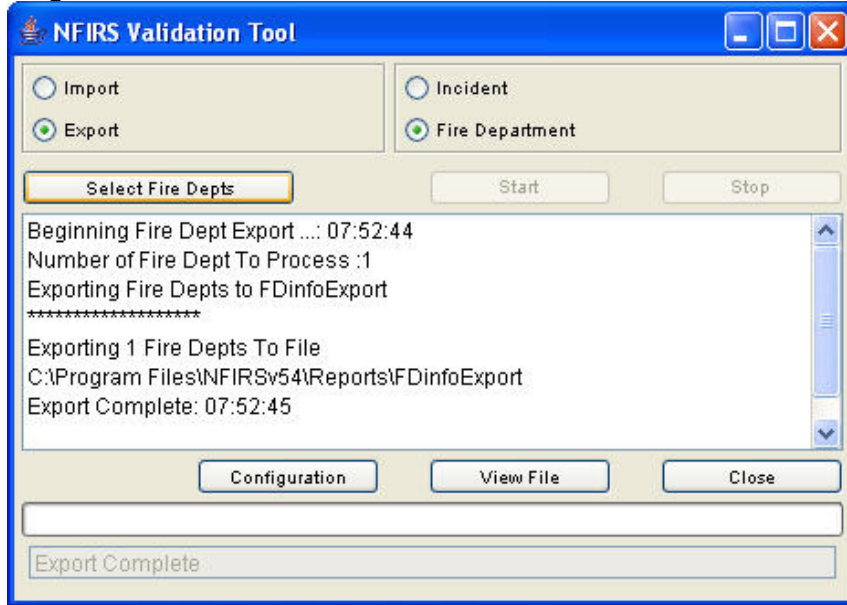 NFIRS Validation Tool
Import
Incident
Export
Fire Department
Select Fire Depts
Start
Stop
Beginning Fire Dept Export ...: 07:52:44
Number of Fire Dept To Process :1
Exporting Fire Depts to FDinfoExport
*******************
Exporting 1 Fire Depts To File
C:\Program Files\NFIRSv54\Reports\FDinfoExport
Export Complete: 07:52:45
Configuration
View File
Close
Export Complete